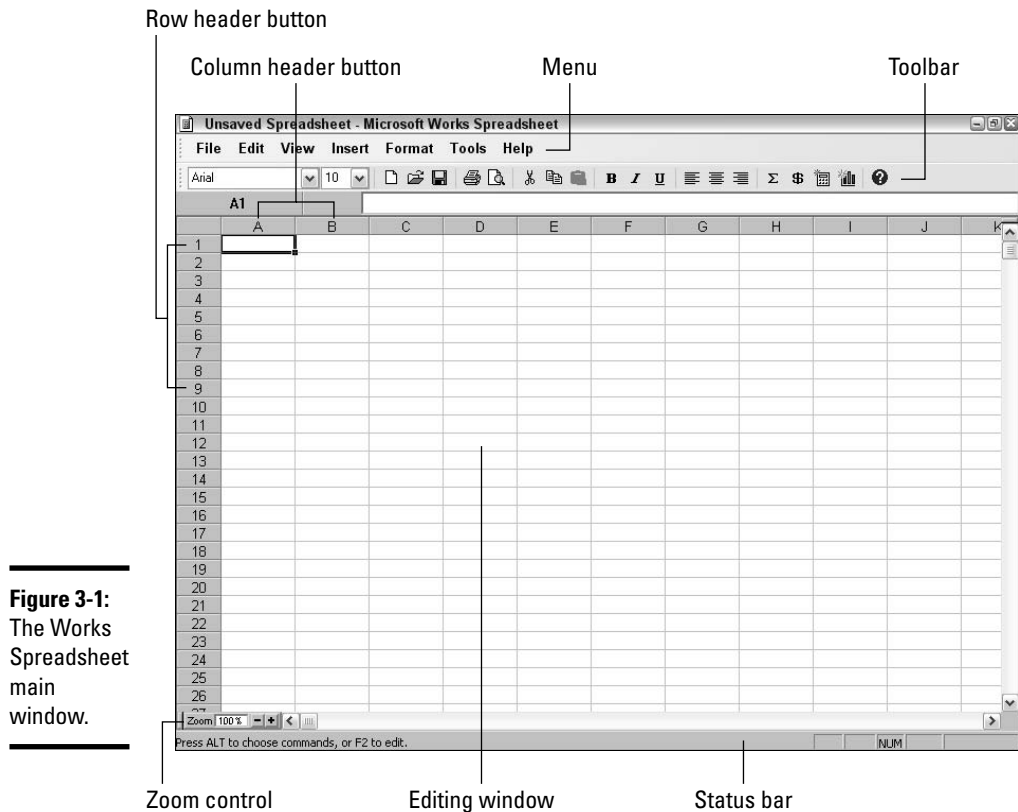 Row header button
Column header button
Menu
Toolbar
Unsaved Spreadsheet - Microsoft Works Spreadsheet
File Edit View Insert Format Tools Help
Arial 10 B I U Σ $ ?
A1
A B C D E F G H I J K
1
2
3
4
5
6
7
8
9
10
11
12
13
14
15
16
17
18
19
20
21
22
23
24
25
26
27
Zoom 100%
Press ALT to choose commands, or F2 to edit.
NUM
Figure 3-1:
The Works
Spreadsheet
main
window.
Zoom control
Editing window
Status bar